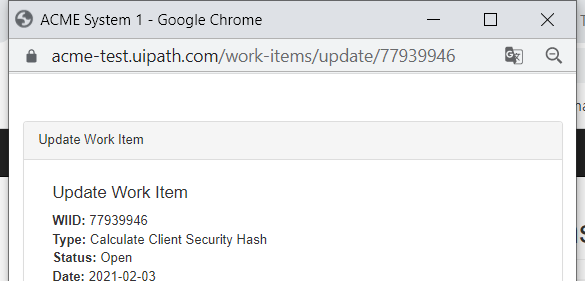 ACME System 1 - Google Chrome
acme-test.uipath.com/work-items/update/77939946
Update Work Item
Update Work Item
WIID: 77939946
Type: Calculate Client Security Hash
Status: Open
Date: 2021-02-03